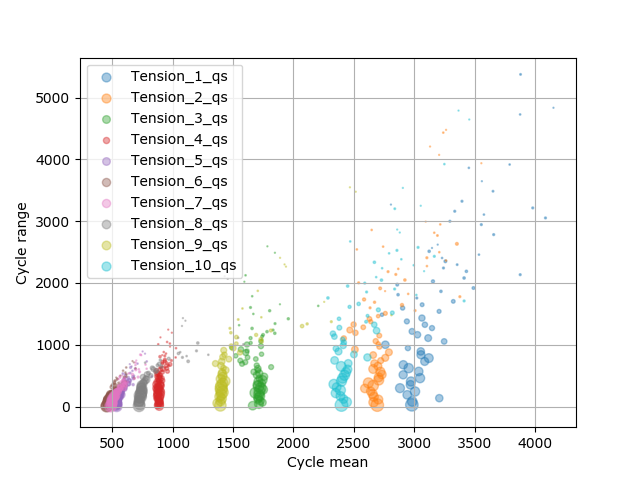 Tension_1_qs
Tension_2_qs
Tension_3_qs
Tension_4_qs
Tension_5_qs
Tension_6_qs
Tension_7_qs
Tension_8_qs
Tension_9_qs
Tension_10_qs
5000
4000
3000
2000
1000
0
Cycle range
500 1000 1500 2000 2500 3000 3500 4000
Cycle mean